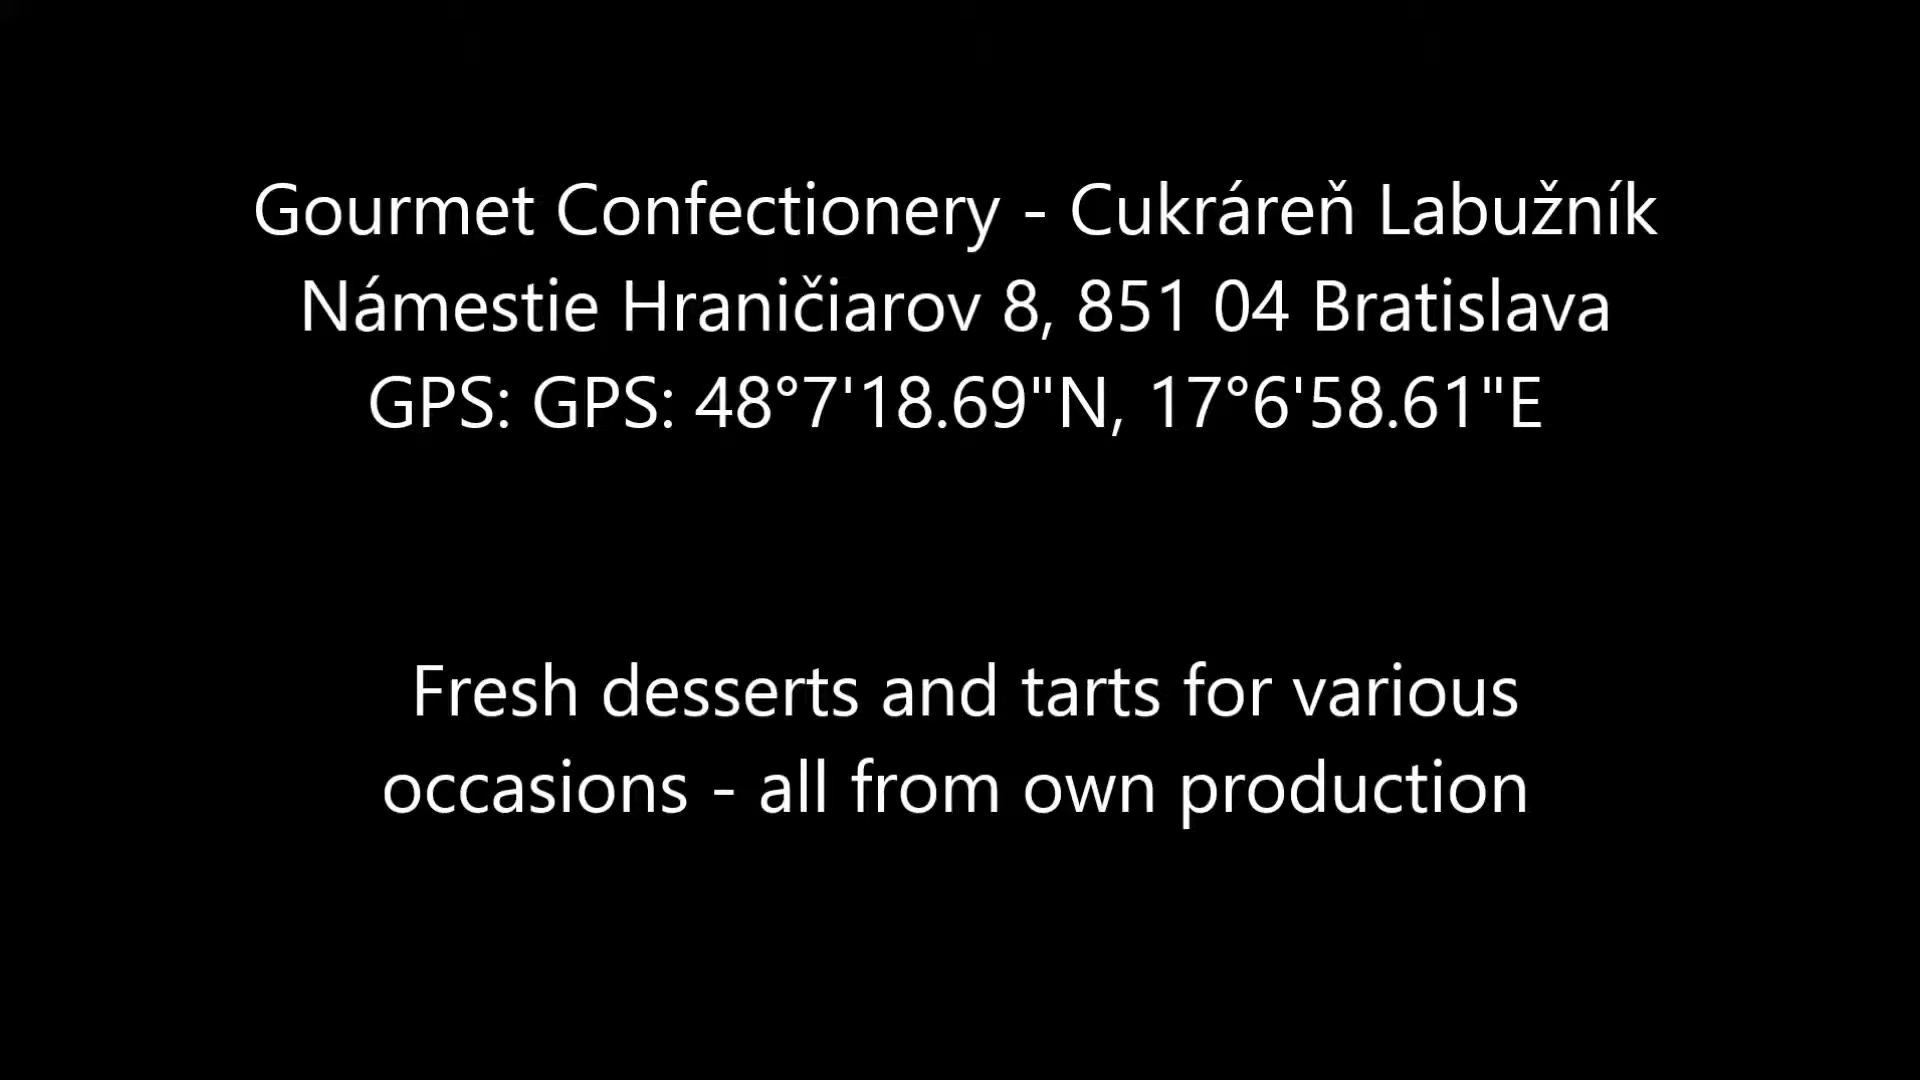 Gourmet Confectionery - Cukráreň Labužník
Námestie Hraničiarov 8, 851 04 Bratislava
GPS: GPS: 48°7'18.69"N, 17°6'58.61"E
Fresh desserts and tarts for various
occasions - all from own production